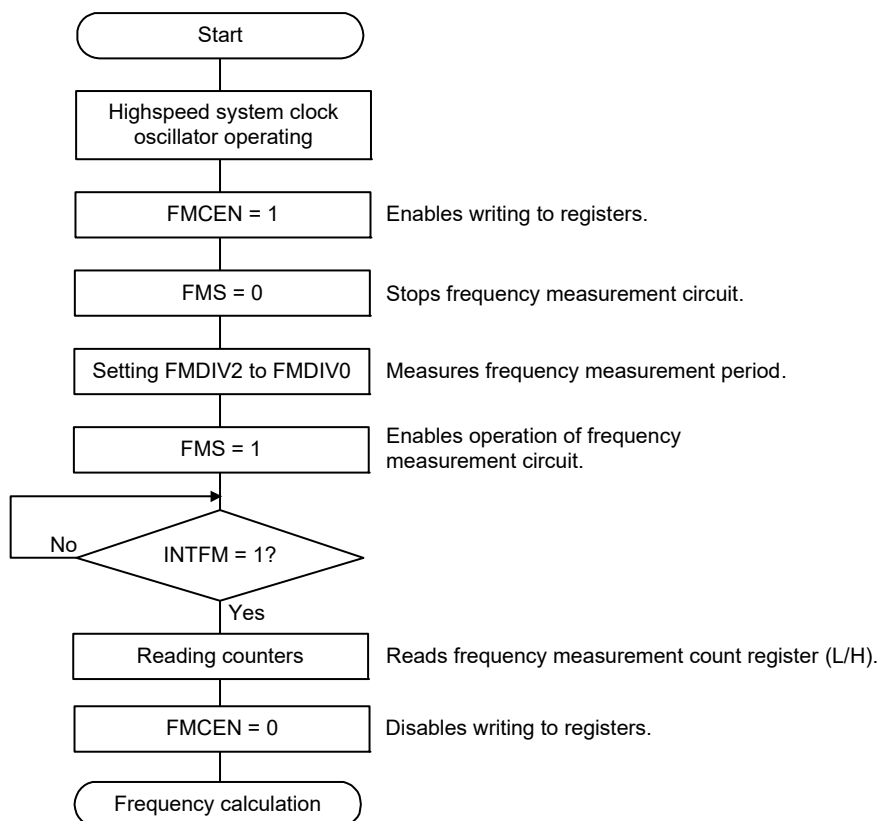 Start
Highspeed system clock
oscillator operating
FMCEN = 1
Enables writing to registers.
FMS = 0
Stops frequency measurement circuit.
Setting FMDIV2 to FMDIV0
Measures frequency measurement period.
FMS = 1
Enables operation of frequency
measurement circuit.
No
INTFM = 1?
Yes
Reading counters
Reads frequency measurement count register (L/H).
FMCEN = 0
Disables writing to registers.
Frequency calculation